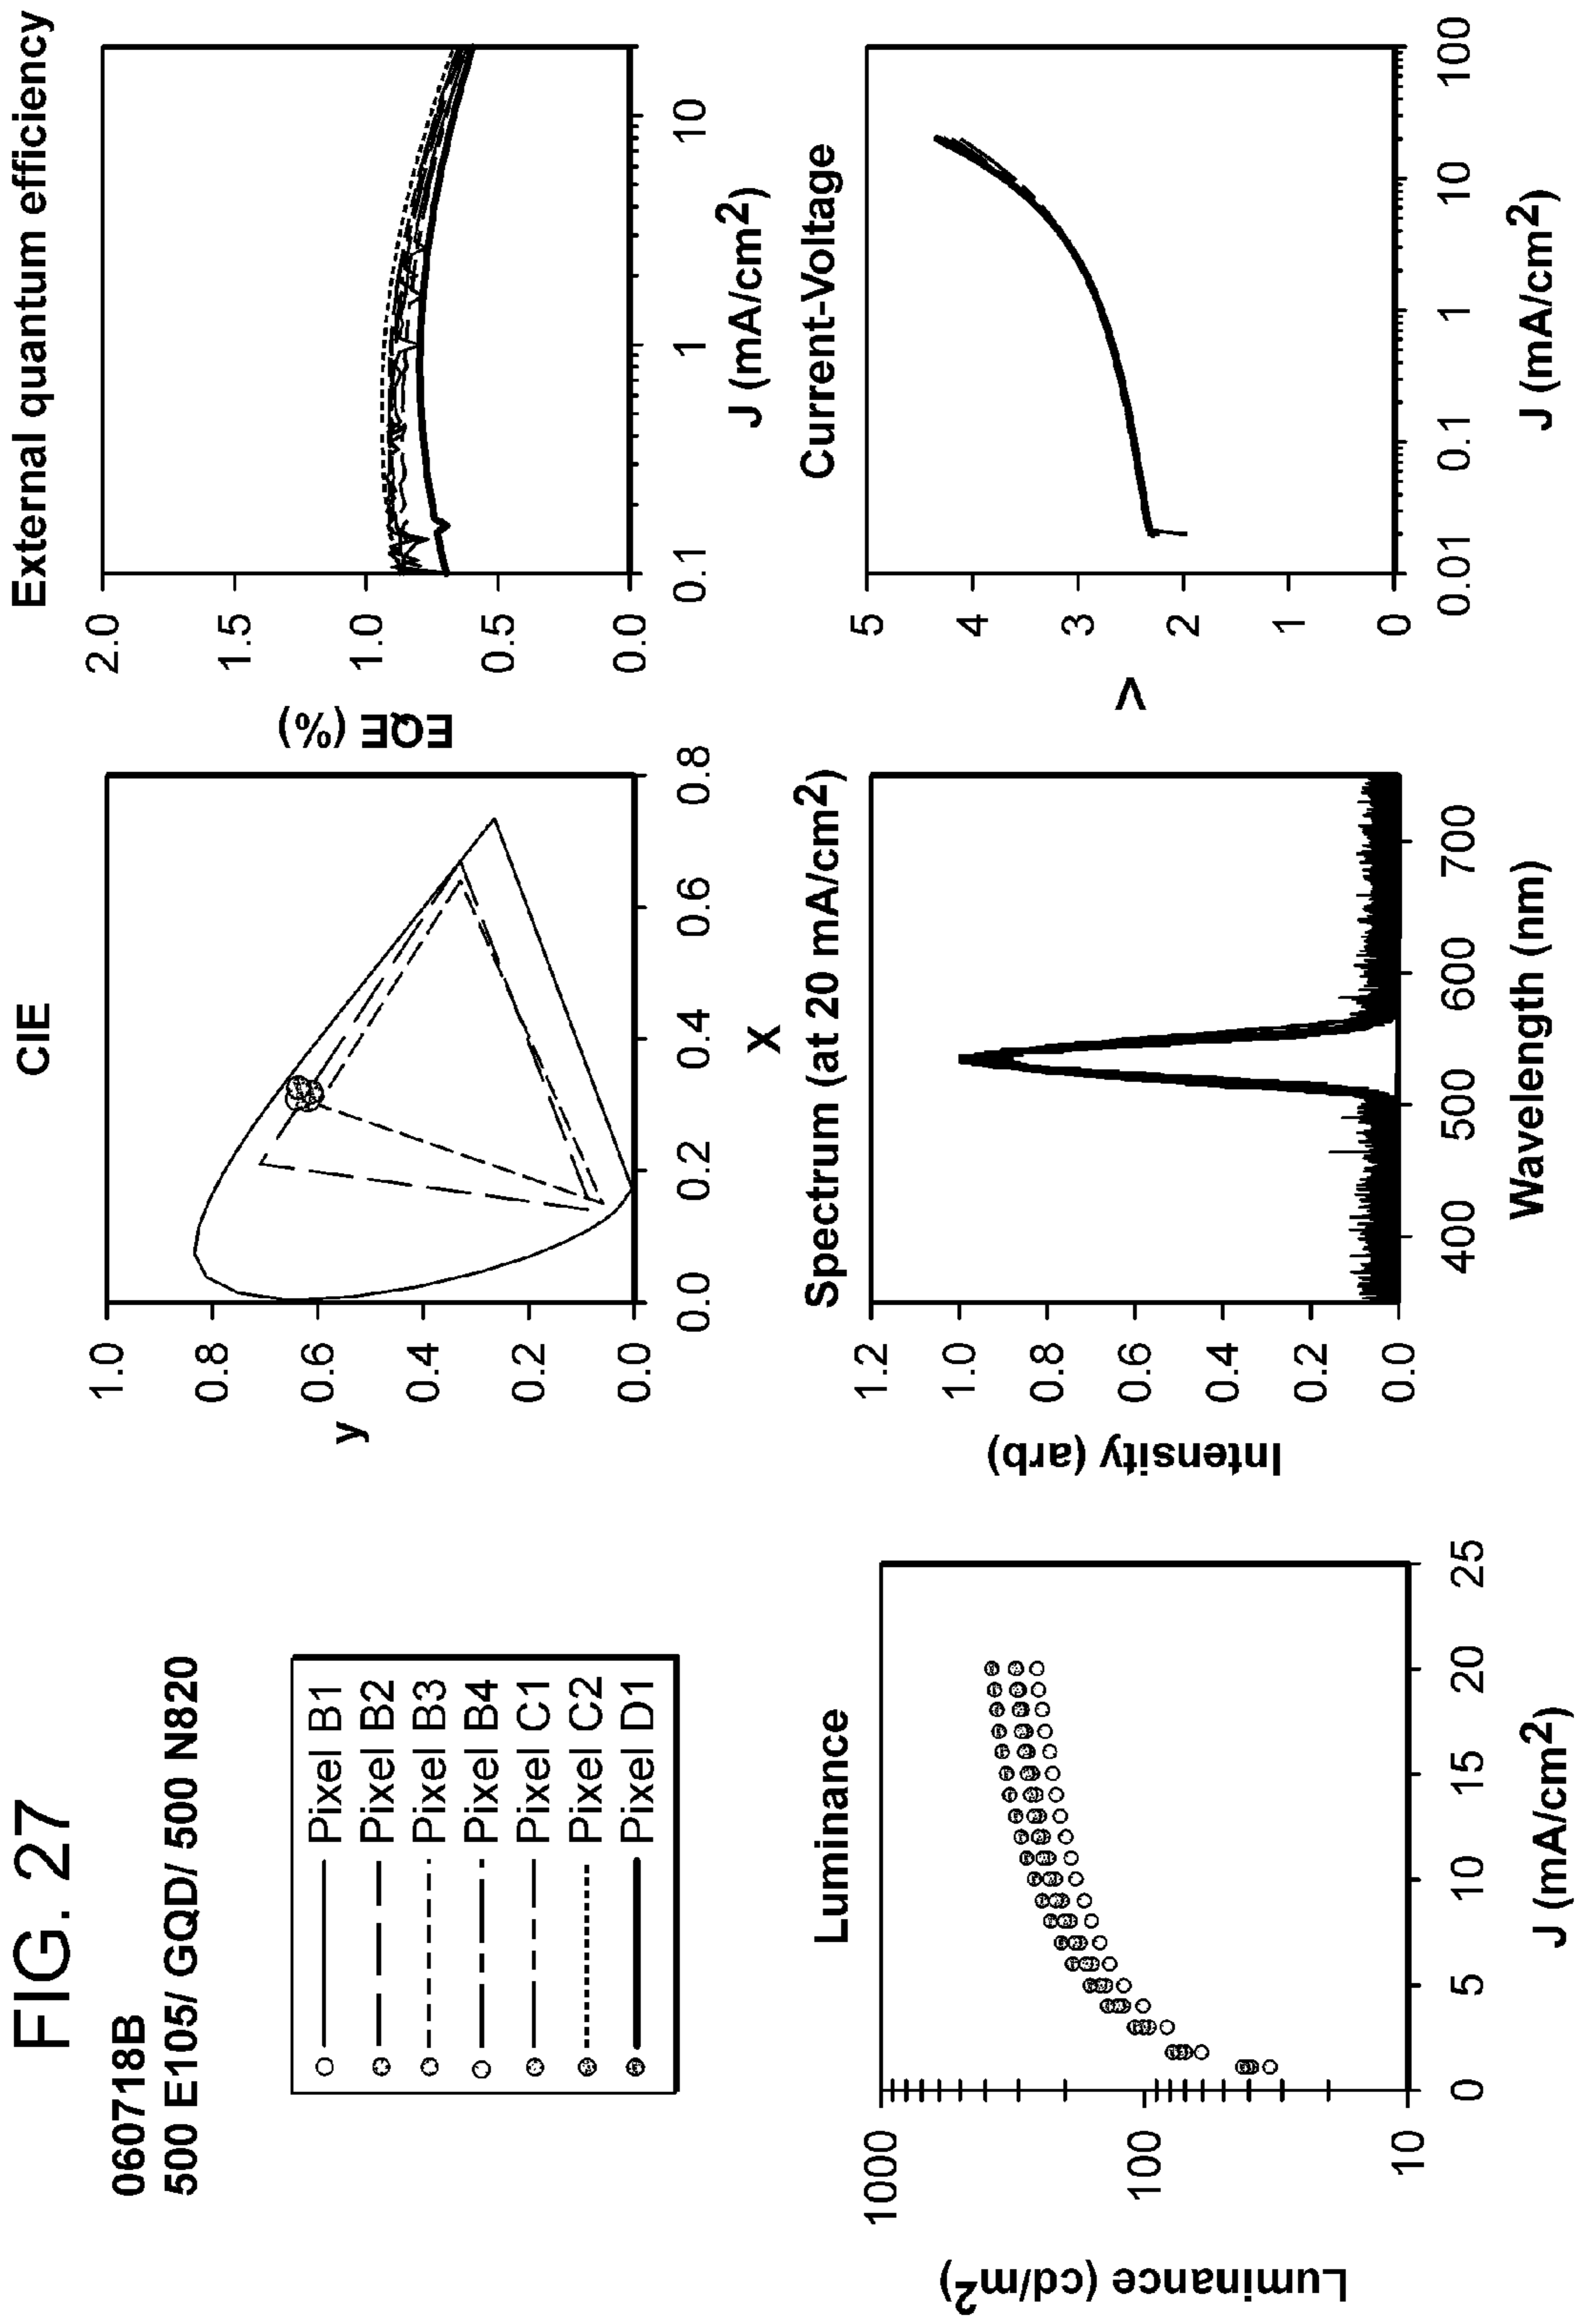 FIG. 27
060718B
500 E105/ GQD/ 500 N820
Pixel B1
Pixel B2
Pixel B3
Pixel B4
Pixel C1
Pixel C2
Pixel D1
CIE
y
1.0
0.8
0.6
0.4
0.2
0.0
0.0 0.2 0.4 0.6 0.8
X
External quantum efficiency
EQE (%)
2.0
1.5
1.0
0.5
0.0
0.1 1 10
J (mA/cm2)
Luminance
Luminance (cd/m2)
1000
100
10
0 5 10 15 20 25
J (mA/cm2)
Spectrum (at 20 mA/cm2)
Intensity (arb)
1.2
1.0
0.8
0.6
0.4
0.2
0.0
400 500 600 700
Wavelength (nm)
Current-Voltage
V
5
4
3
2
1
0
0.01 0.1 1 10 100
J (mA/cm2)